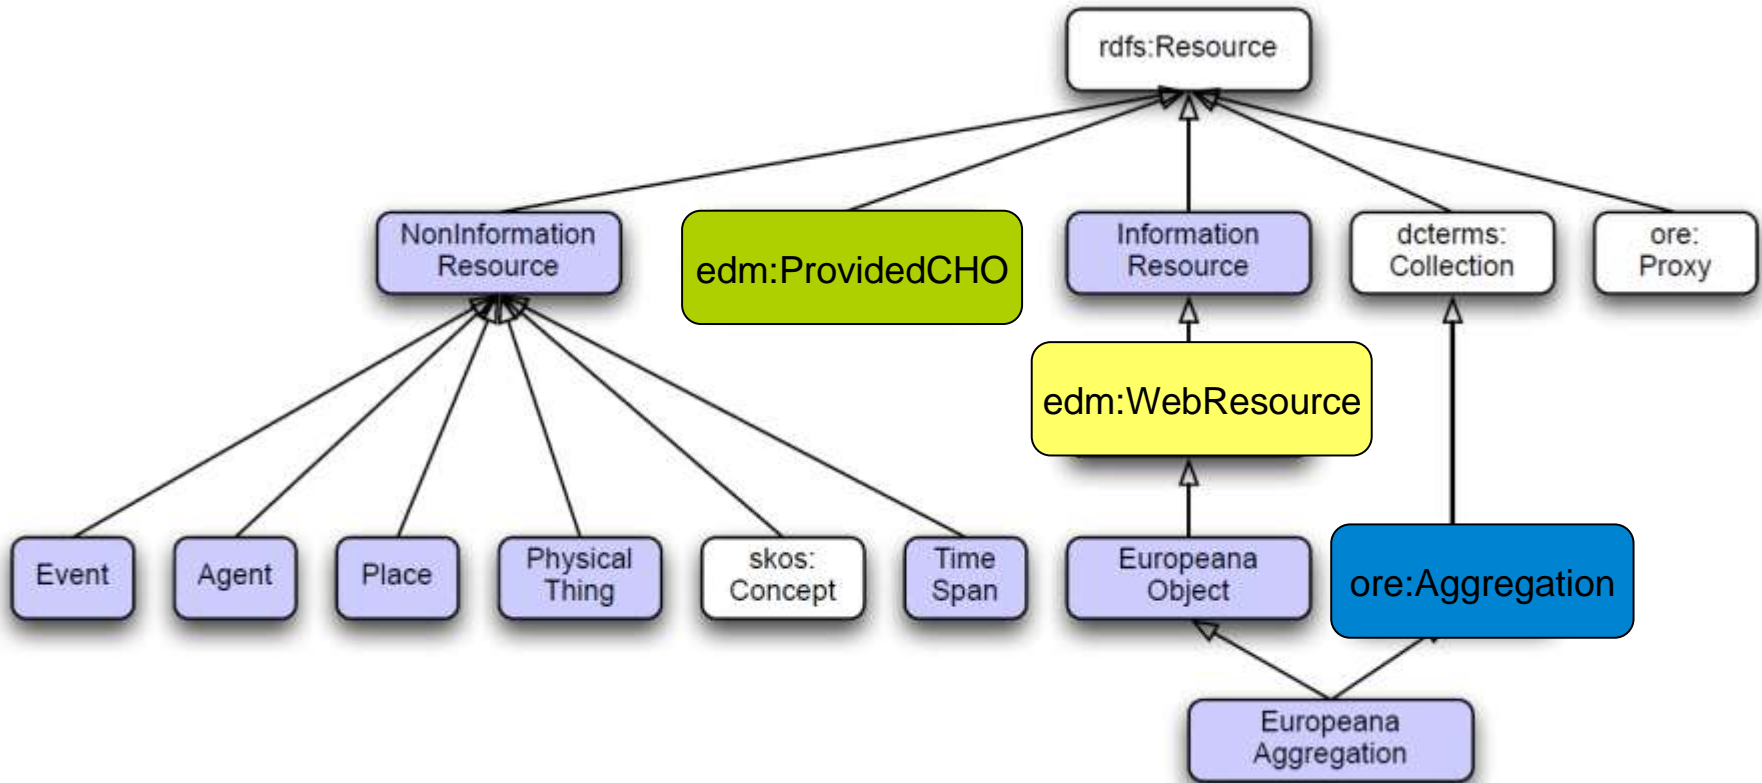 rdfs:Resource
NonInformation
Resource
edm:ProvidedCHO
Information
Resource
dcterms:
Collection
ore:
Proxy
edm:WebResource
Event
Agent
Place
Physical
Thing
skos:
Concept
Time
Span
Europeana
Object
ore:Aggregation
Europeana
Aggregation